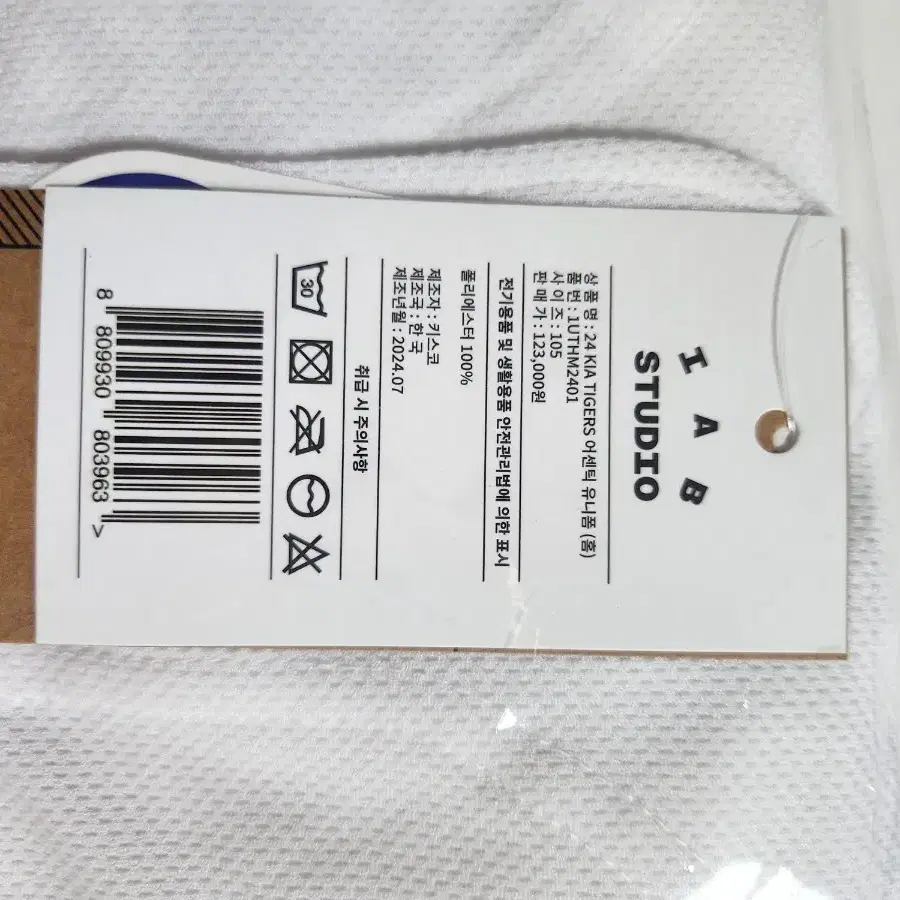 I A B
STUDIO
상품명 : 24 KIA TIGERS 어센틱 유니폼 (홈)
품번 : 1UTHM2401
사이즈 : 105
판매가 : 123,000원
전기용품 및 생활용품 안전관리법에 의한 표시
폴리에스터 100%
제조자 : 키스코
제조국 : 한국
제조년월 : 2024.07
취급 시 주의사항
30
8 809930 803963 >